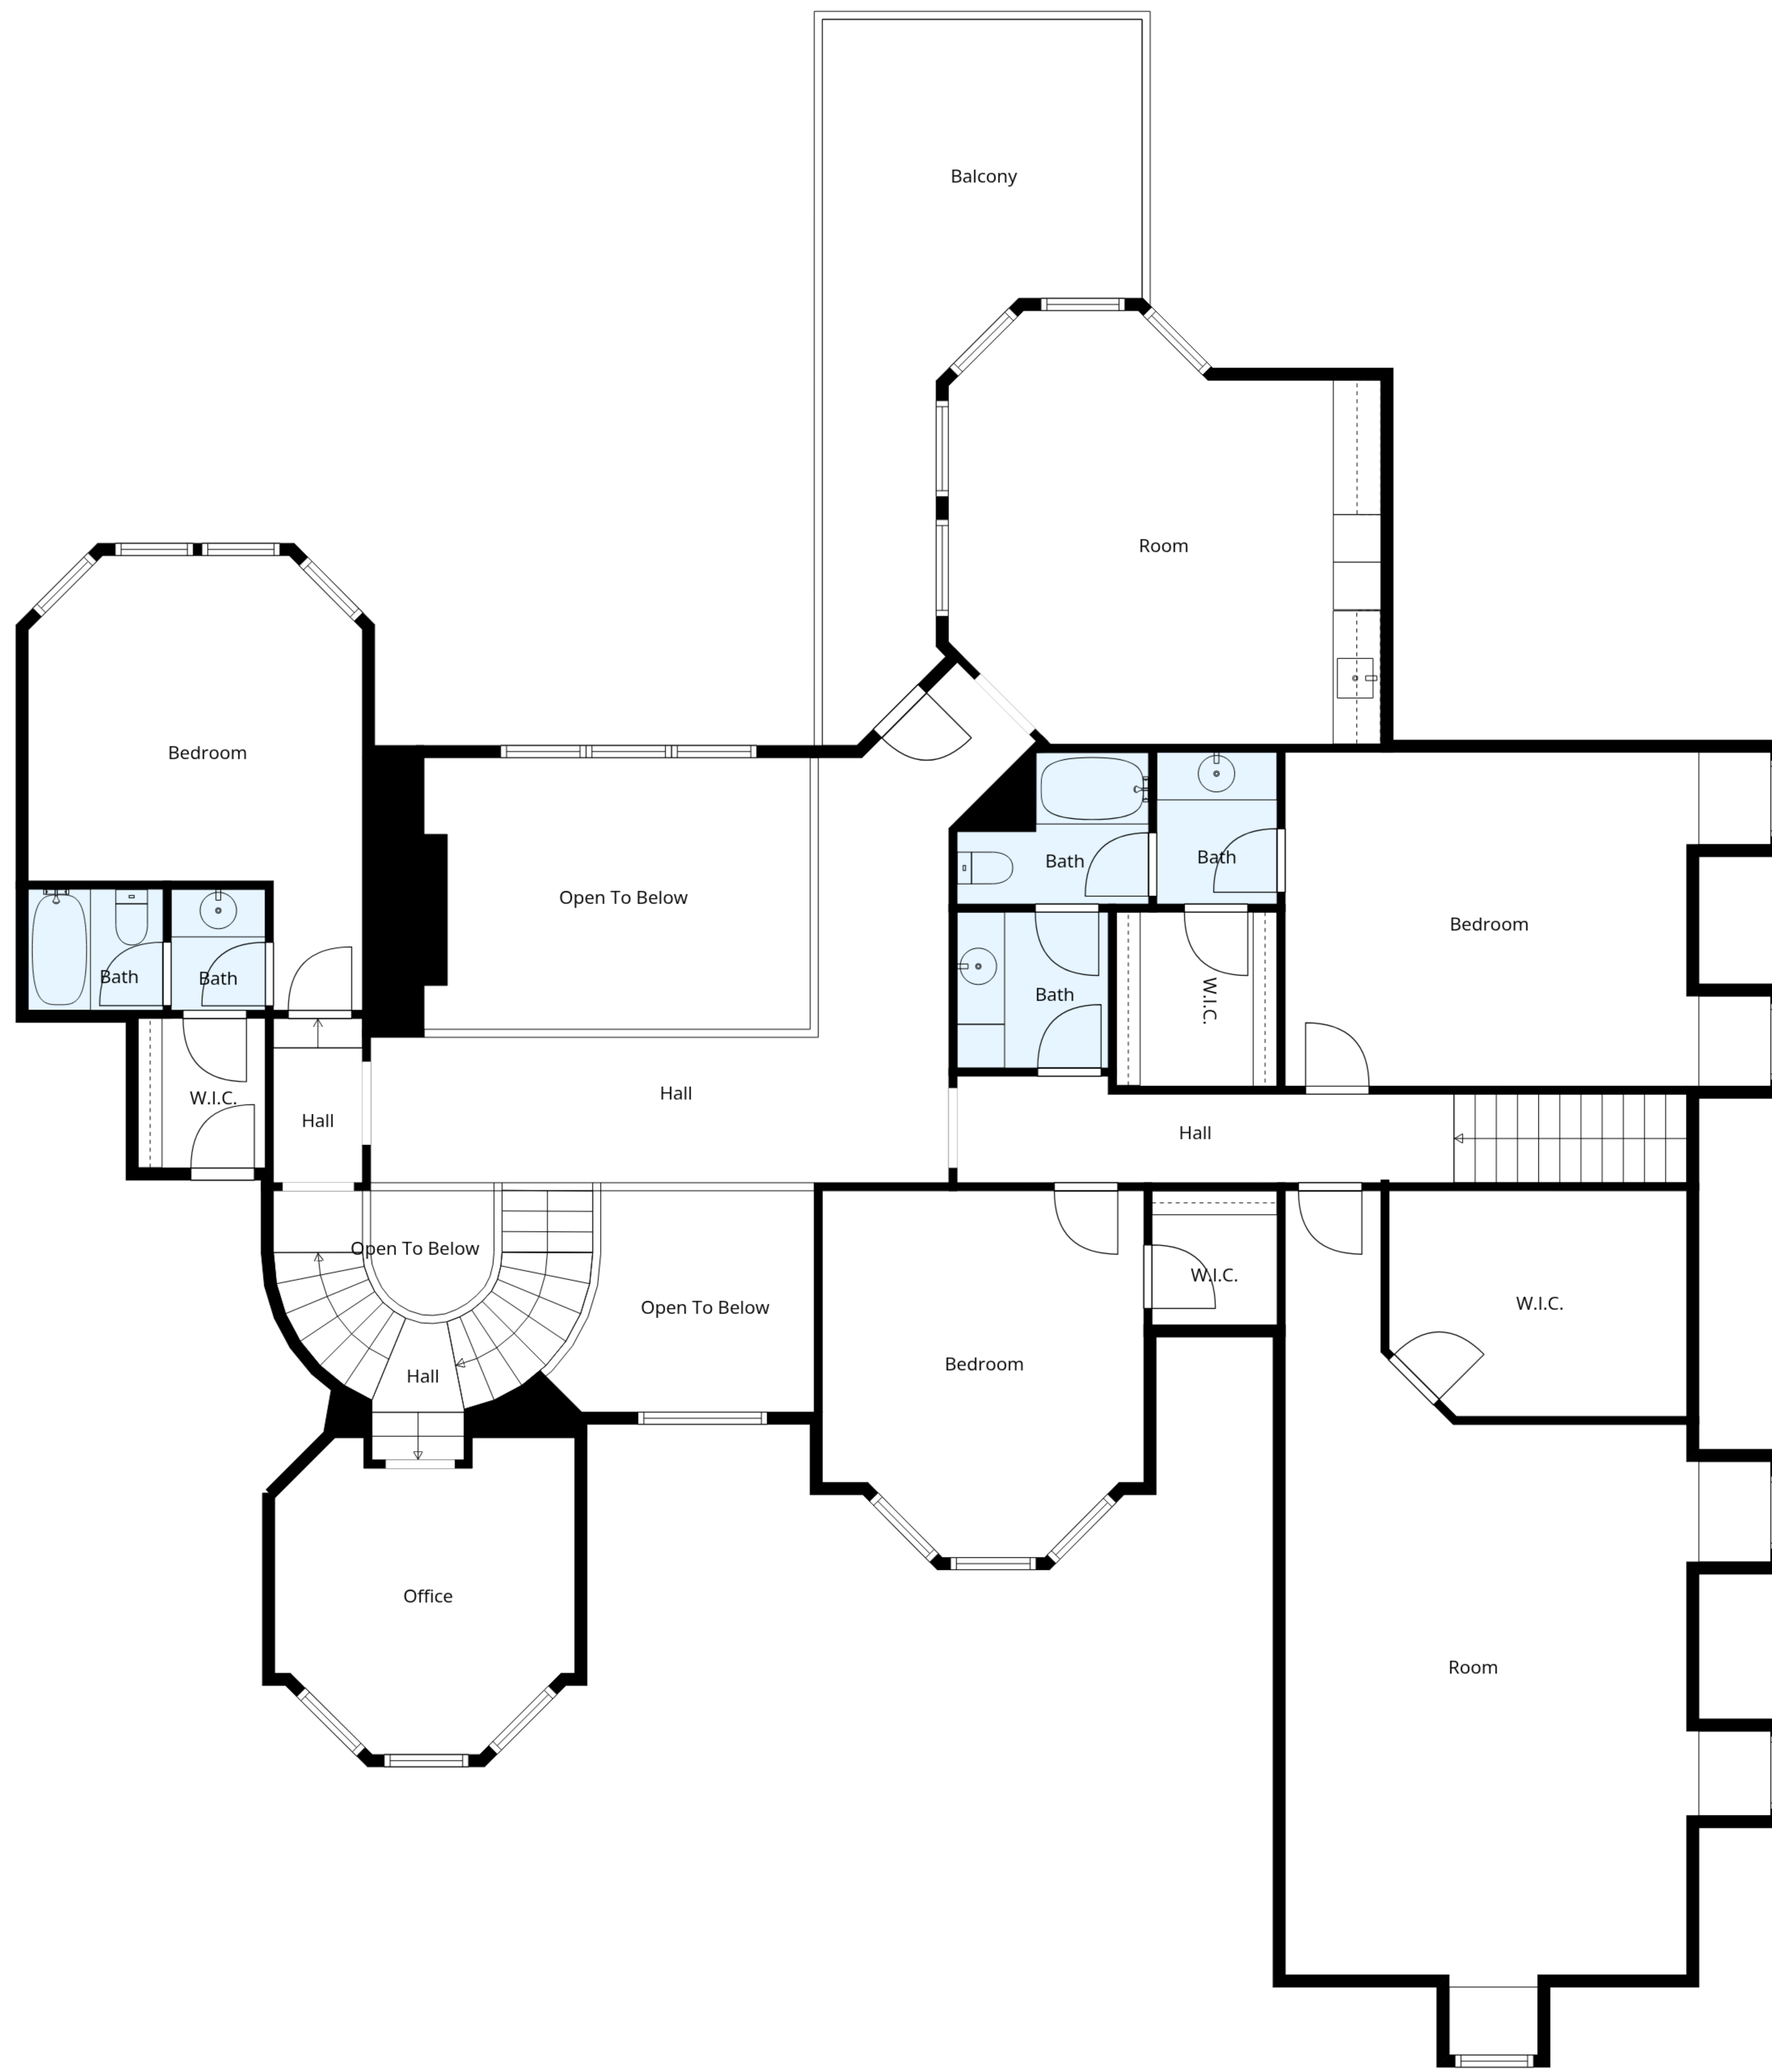 Balcony
Room
Bedroom
Open To Below
Bath
Bath
Bedroom
Bath
Bath
Bath
W.I.C.
W.I.C.
Hall
Hall
Hall
Open To Below
W.I.C.
Open To Below
W.I.C.
Bedroom
Hall
Office
Room